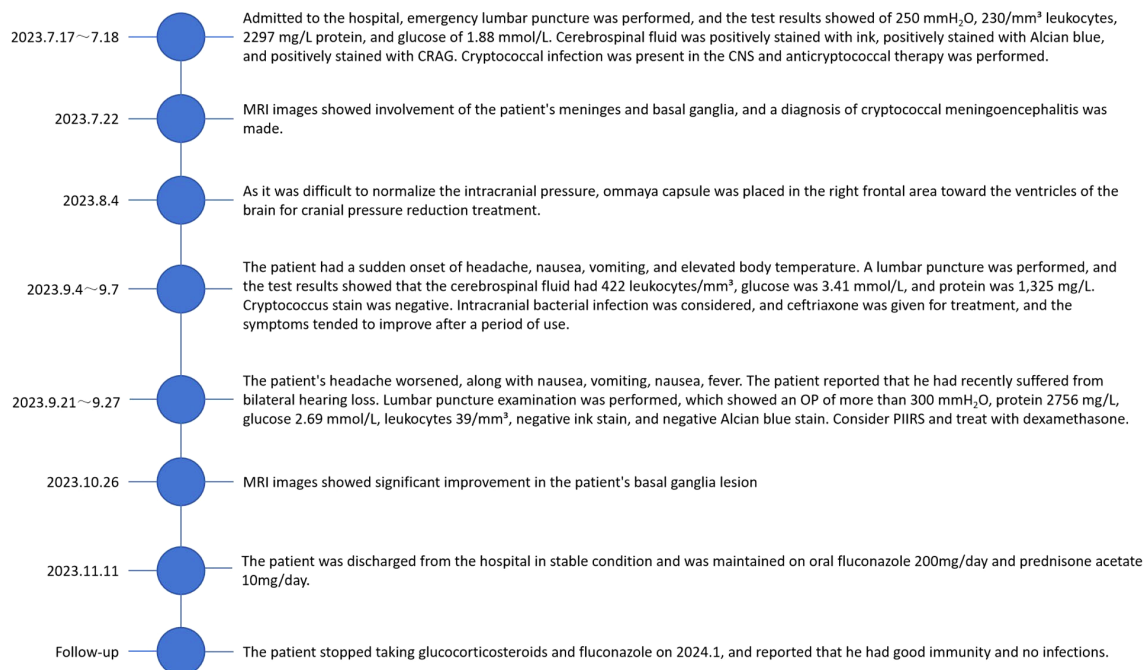 2023.7.17～7.18
Admitted to the hospital, emergency lumbar puncture was performed, and the test results showed of 250 mmH₂O, 230/mm³ leukocytes,
2297 mg/L protein, and glucose of 1.88 mmol/L. Cerebrospinal fluid was positively stained with ink, positively stained with Alcian blue,
and positively stained with CRAG. Cryptococcal infection was present in the CNS and anticryptococcal therapy was performed.
2023.7.22
MRI images showed involvement of the patient's meninges and basal ganglia, and a diagnosis of cryptococcal meningoencephalitis was
made.
2023.8.4
As it was difficult to normalize the intracranial pressure, ommaya capsule was placed in the right frontal area toward the ventricles of the
brain for cranial pressure reduction treatment.
2023.9.4～9.7
The patient had a sudden onset of headache, nausea, vomiting, and elevated body temperature. A lumbar puncture was performed, and
the test results showed that the cerebrospinal fluid had 422 leukocytes/mm³, glucose was 3.41 mmol/L, and protein was 1,325 mg/L.
Cryptococcus stain was negative. Intracranial bacterial infection was considered, and ceftriaxone was given for treatment, and the
symptoms tended to improve after a period of use.
2023.9.21～9.27
The patient's headache worsened, along with nausea, vomiting, nausea, fever. The patient reported that he had recently suffered from
bilateral hearing loss. Lumbar puncture examination was performed, which showed an OP of more than 300 mmH₂O, protein 2756 mg/L,
glucose 2.69 mmol/L, leukocytes 39/mm³, negative ink stain, and negative Alcian blue stain. Consider PIIRS and treat with dexamethasone.
2023.10.26
MRI images showed significant improvement in the patient's basal ganglia lesion
2023.11.11
The patient was discharged from the hospital in stable condition and was maintained on oral fluconazole 200mg/day and prednisone acetate
10mg/day.
Follow-up
The patient stopped taking glucocorticosteroids and fluconazole on 2024.1, and reported that he had good immunity and no infections.